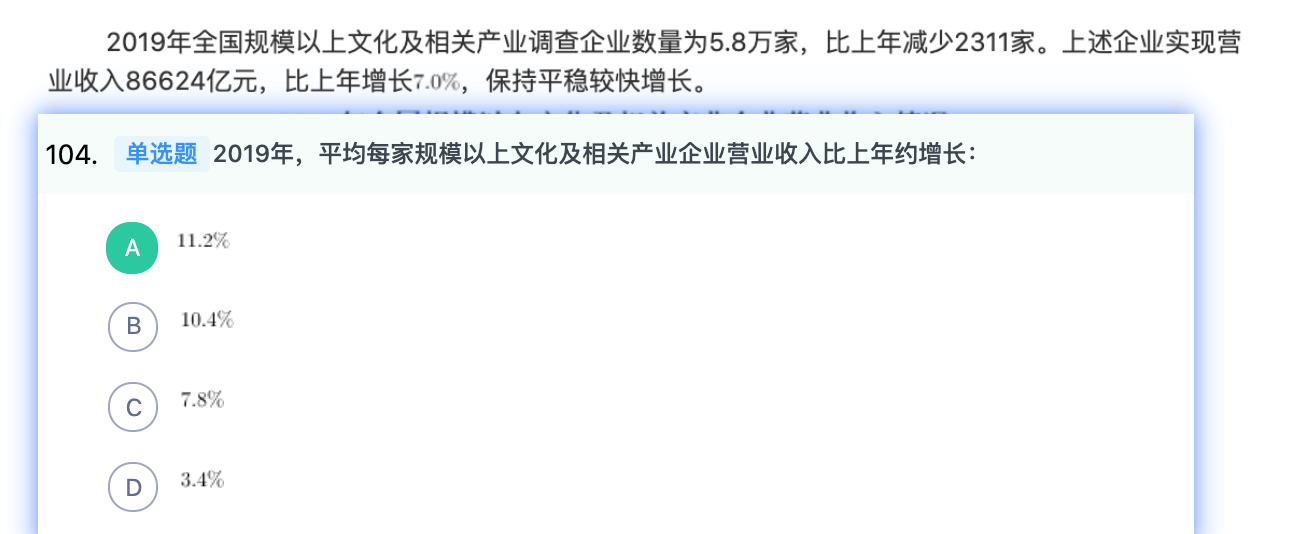 2019年全国规模以上文化及相关产业调查企业数量为5.8万家，比上年减少2311家。上述企业实现营
业收入86624亿元，比上年增长7.0%，保持平稳较快增长。
104. 单选题 2019年，平均每家规模以上文化及相关产业企业营业收入比上年约增长：
A 11.2%
B 10.4%
C 7.8%
D 3.4%